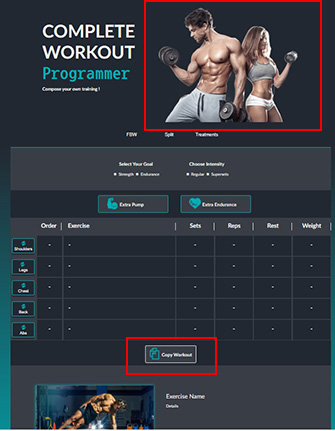 COMPLETE
WORKOUT
Programmer
Compose your own training !
FBW Split Treatments
Select Your Goal Choose Intensity
Strength Endurance Regular Supersets
Extra Pump Extra Endurance
Order Exercise Sets Reps Rest Weight
Shoulders - - - - - -
Legs - - - - - -
Chest - - - - - -
Back - - - - - -
Abs - - - - - -
Copy Workout
Exercise Name
Details